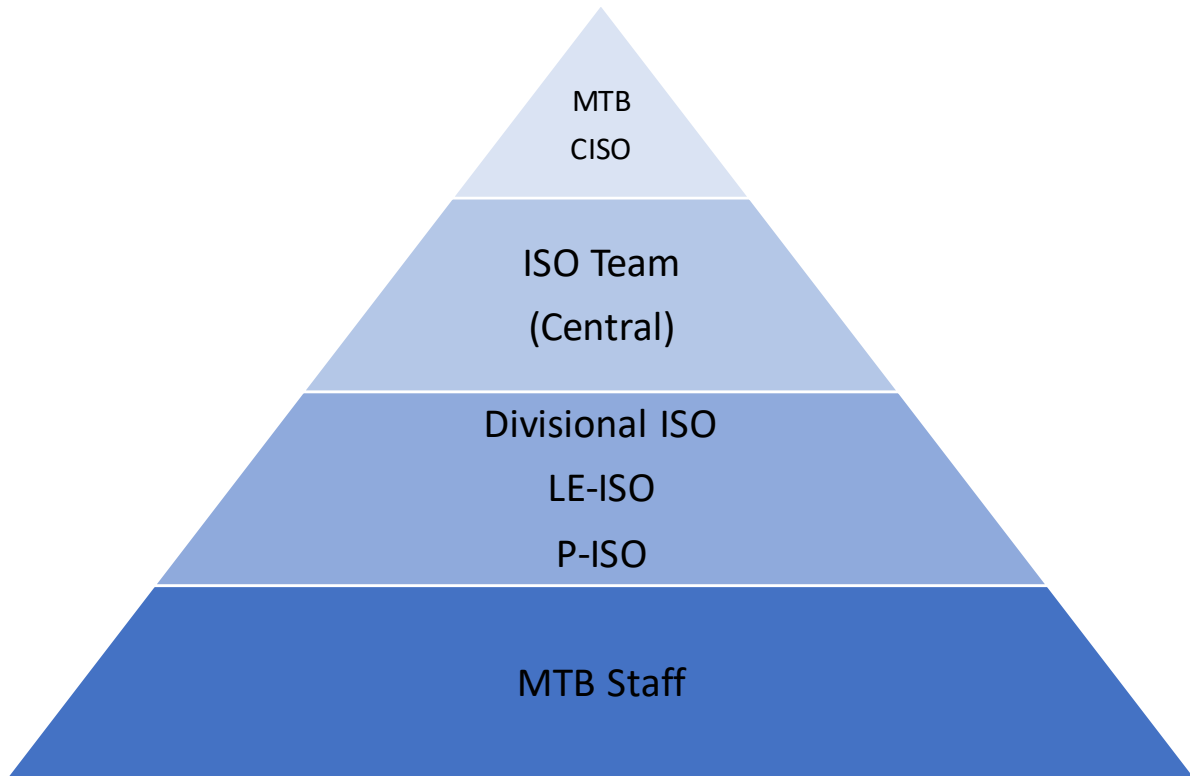 MTB
CISO
ISO Team
(Central)
Divisional ISO
LE-ISO
P-ISO
MTB Staff